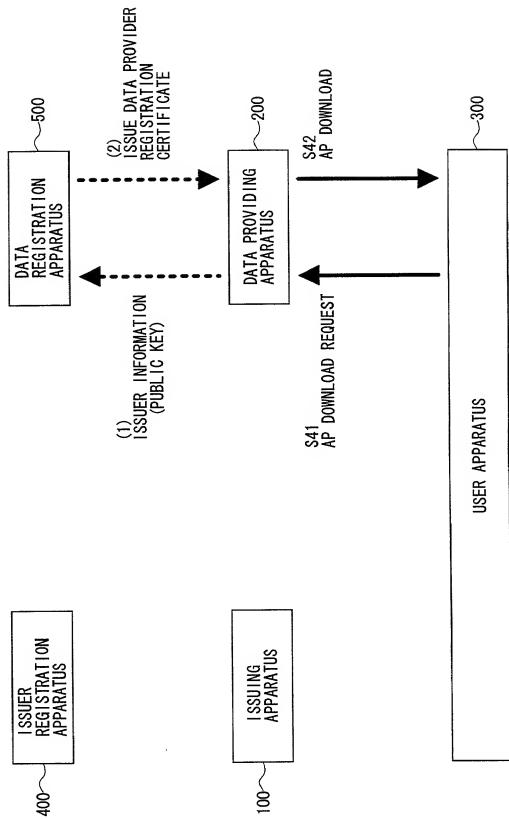 400
ISSUER
REGISTRATION
APPARATUS
DATA
REGISTRATION
APPARATUS
500
(1)
ISSUER INFORMATION
(PUBLIC KEY)
(2)
ISSUE DATA PROVIDER
REGISTRATION
CERTIFICATE
100
ISSUING
APPARATUS
DATA PROVIDING
APPARATUS
200
S41
AP DOWNLOAD REQUEST
S42
AP DOWNLOAD
USER APPARATUS
300